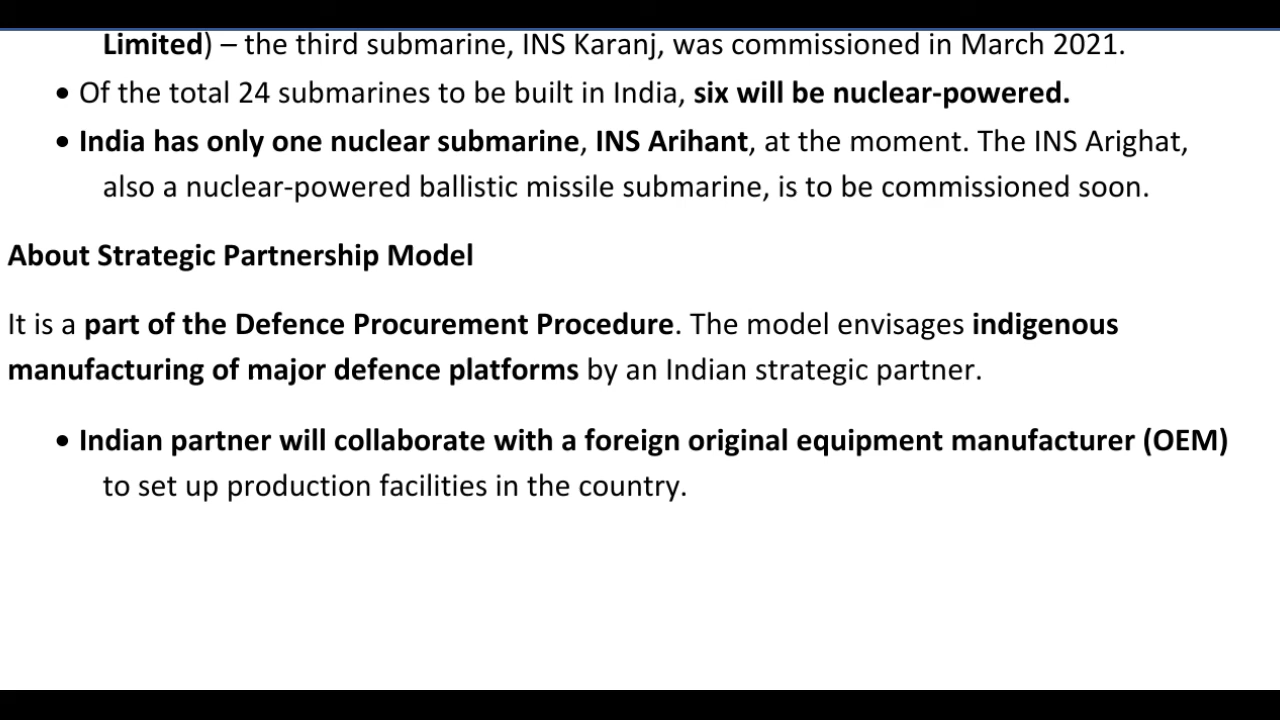 Limited) – the third submarine, INS Karanj, was commissioned in March 2021.
• Of the total 24 submarines to be built in India, six will be nuclear-powered.
• India has only one nuclear submarine, INS Arihant, at the moment. The INS Arighat,
also a nuclear-powered ballistic missile submarine, is to be commissioned soon.
About Strategic Partnership Model
It is a part of the Defence Procurement Procedure. The model envisages indigenous
manufacturing of major defence platforms by an Indian strategic partner.
• Indian partner will collaborate with a foreign original equipment manufacturer (OEM)
to set up production facilities in the country.